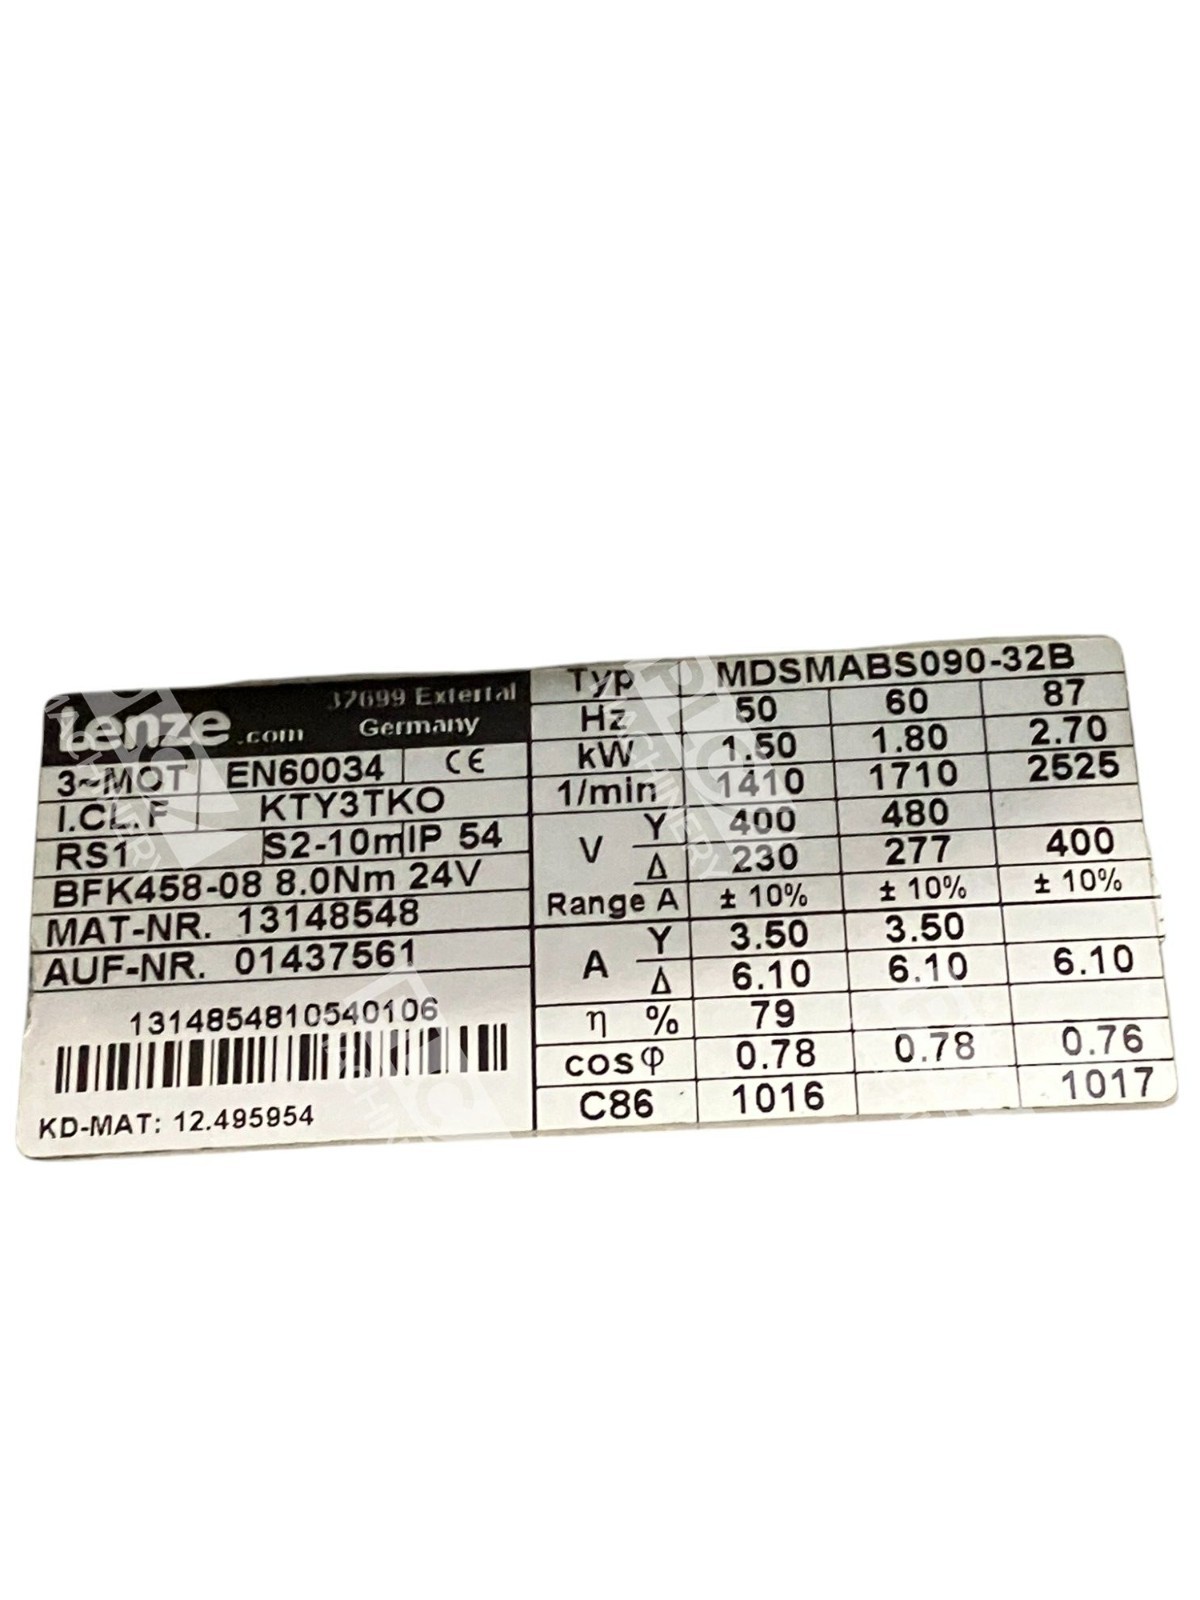 Lenze.com
37699 Extertal
Germany
3~MOT EN60034 CE
I.CL.F KTY3TKO
RS1 S2-10m IP 54
BFK458-08 8.0Nm 24V
MAT-NR. 13148548
AUF-NR. 01437561
1314854810540106
KD-MAT: 12.495954
Typ MDSMABS090-32B
Hz 50 60 87
kW 1.50 1.80 2.70
1/min 1410 1710 2525
V Y 400 480
Δ 230 277 400
Range A ± 10% ± 10% ± 10%
A Y 3.50 3.50
Δ 6.10 6.10 6.10
η % 79
cos φ 0.78 0.78 0.76
C86 1016 1017
PLC MACHINERY